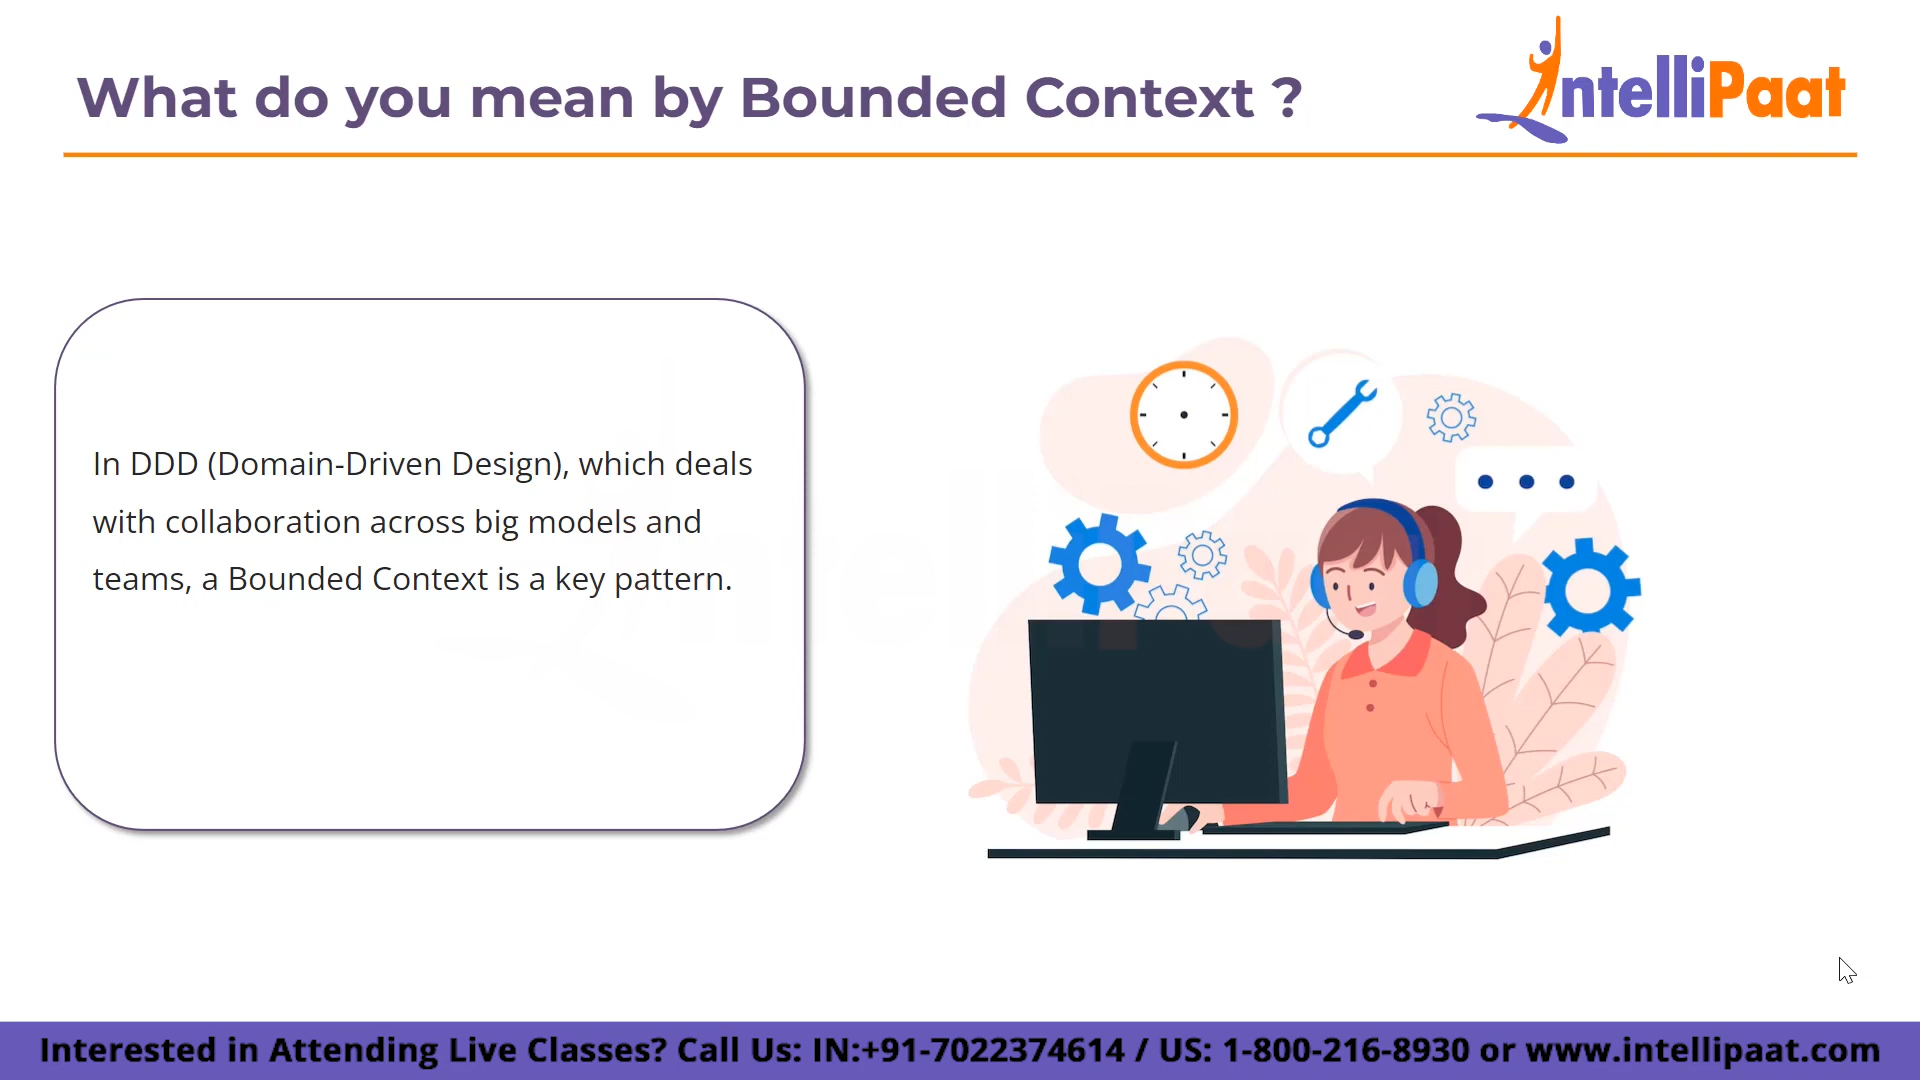 What do you mean by Bounded Context ?
IntelliPaat
In DDD (Domain-Driven Design), which deals
with collaboration across big models and
teams, a Bounded Context is a key pattern.
Interested in Attending Live Classes? Call Us: IN:+91-7022374614 / US: 1-800-216-8930 or www.intellipaat.com